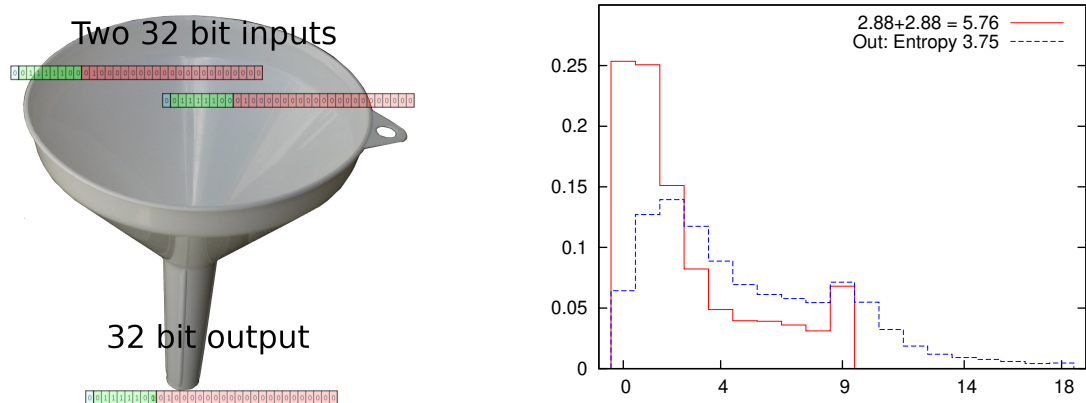 Two 32 bit inputs
32 bit output
2.88+2.88 = 5.76
Out: Entropy 3.75
0.25
0.2
0.15
0.1
0.05
0
0 4 9 14 18